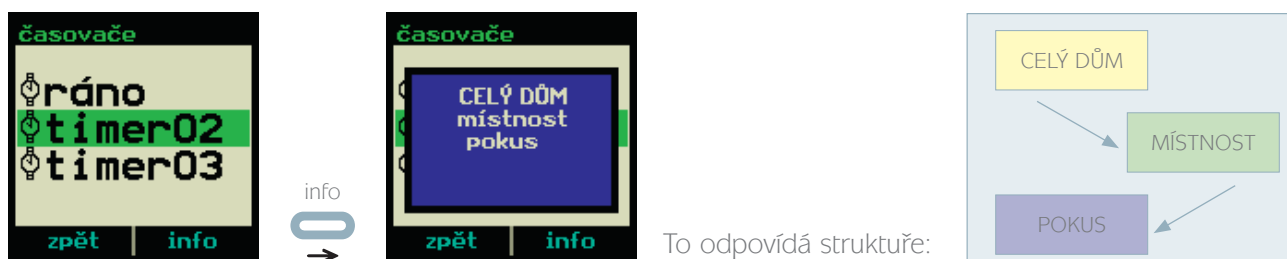 časovače
ráno
timer02
timer03
zpět info
info
časovače
CELÝ DŮM
místnost
pokus
zpět info
To odpovídá struktuře:
CELÝ DŮM
MÍSTNOST
POKUS